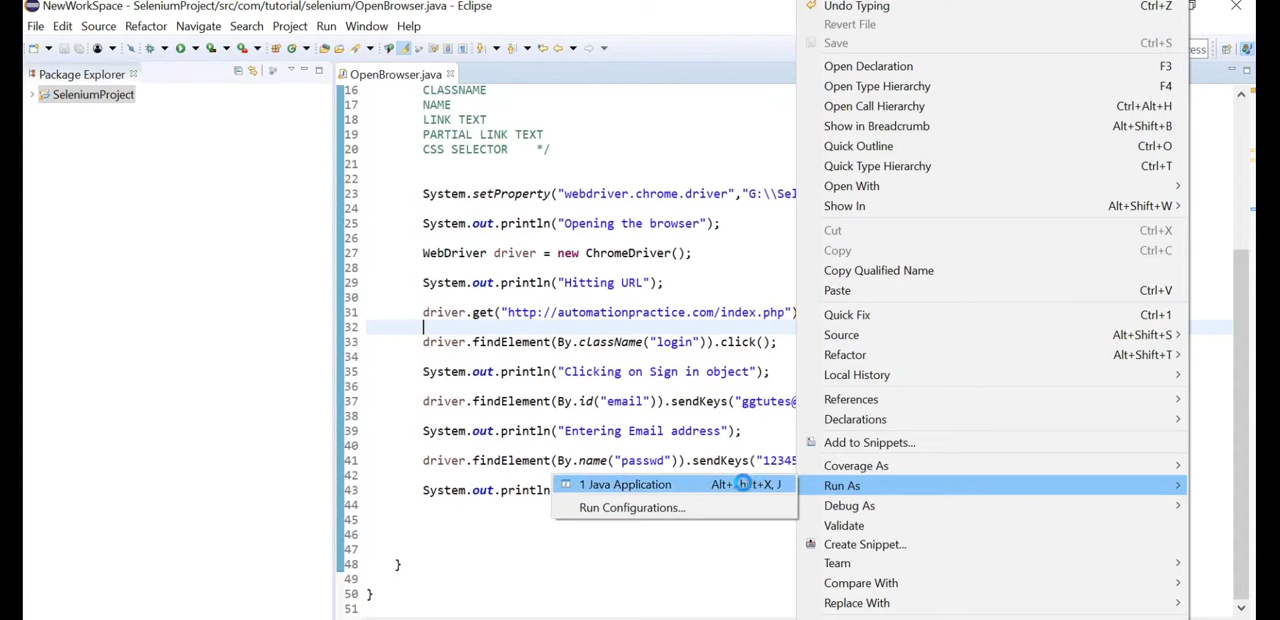 NewWorkSpace - SeleniumProject/src/com/tutorial/selenium/OpenBrowser.java - Eclipse
File Edit Source Refactor Navigate Search Project Run Window Help
Package Explorer
SeleniumProject
OpenBrowser.java
16 CLASSNAME
17 NAME
18 LINK TEXT
19 PARTIAL LINK TEXT
20 CSS SELECTOR */
21
22
23 System.setProperty("webdriver.chrome.driver","G:\\Sel
24
25 System.out.println("Opening the browser");
26
27 WebDriver driver = new ChromeDriver();
28
29 System.out.println("Hitting URL");
30
31 driver.get("http://automationpractice.com/index.php")
32
33 driver.findElement(By.className("login")).click();
34
35 System.out.println("Clicking on Sign in object");
36
37 driver.findElement(By.id("email")).sendKeys("ggtutes@
38
39 System.out.println("Entering Email address");
40
41 driver.findElement(By.name("passwd")).sendKeys("12345
42
43 System.out.println
44
45
46
47
48 }
49
50 }
51
Undo Typing Ctrl+Z
Revert File
Save Ctrl+S
Open Declaration F3
Open Type Hierarchy F4
Open Call Hierarchy Ctrl+Alt+H
Show in Breadcrumb Alt+Shift+B
Quick Outline Ctrl+O
Quick Type Hierarchy Ctrl+T
Open With
Show In Alt+Shift+W
Cut Ctrl+X
Copy Ctrl+C
Copy Qualified Name
Paste Ctrl+V
Quick Fix Ctrl+1
Source Alt+Shift+S
Refactor Alt+Shift+T
Local History
References
Declarations
Add to Snippets...
Coverage As
Run As
Debug As
Validate
Create Snippet...
Team
Compare With
Replace With
1 Java Application
Run Configurations...